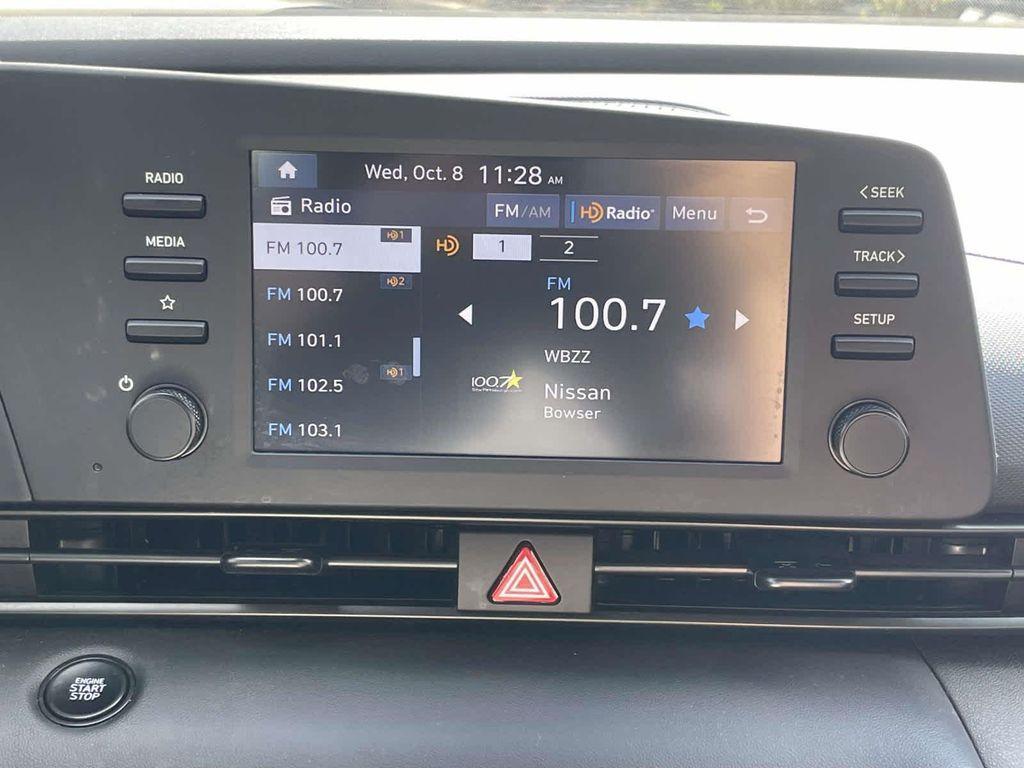 RADIO
MEDIA
Wed, Oct. 8 11:28 AM
Radio
FM/AM
HD Radio
Menu
FM 100.7 HD1
FM 100.7 HD2
FM 101.1
FM 102.5 HD1
FM 103.1
HD 1 2
FM
100.7
WBZZ
100.7
Nissan
Bowser
<SEEK
TRACK>
SETUP
ENGINE
START
STOP